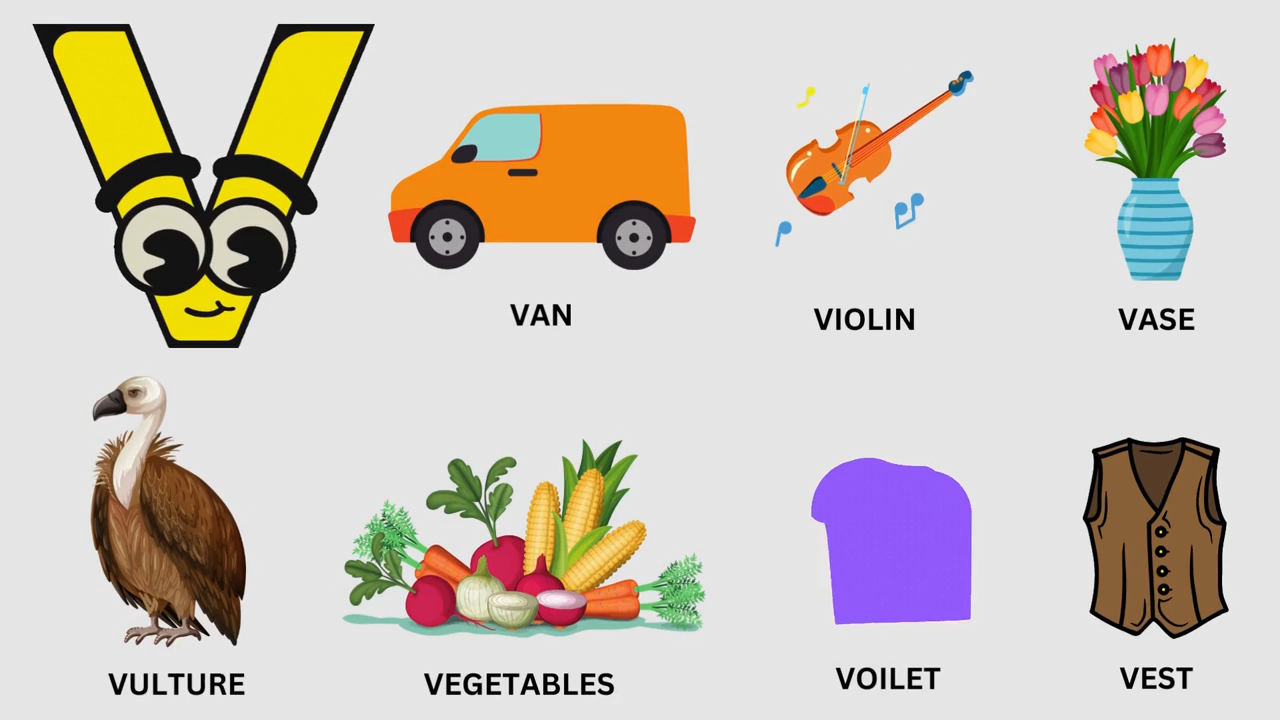 V
VAN
VIOLIN
VASE
VULTURE
VEGETABLES
VOILET
VEST